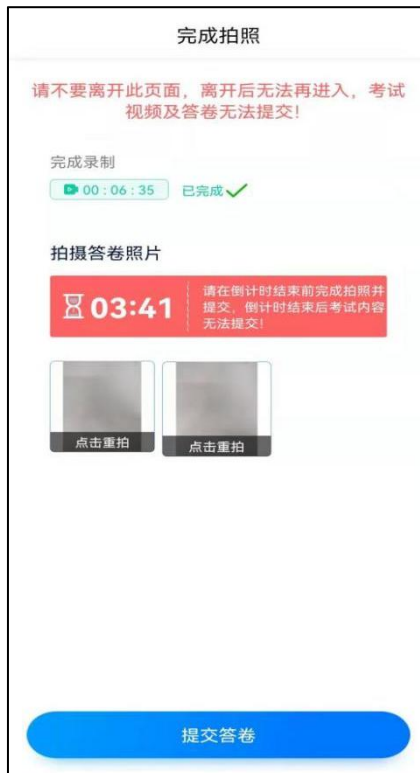 完成拍照
请不要离开此页面，离开后无法再进入，考试
视频及答卷无法提交！
完成录制
00：06：35 已完成
拍摄答卷照片
03:41
请在倒计时结束前完成拍照并
提交，倒计时结束后考试内容
无法提交！
点击重拍 点击重拍
提交答卷